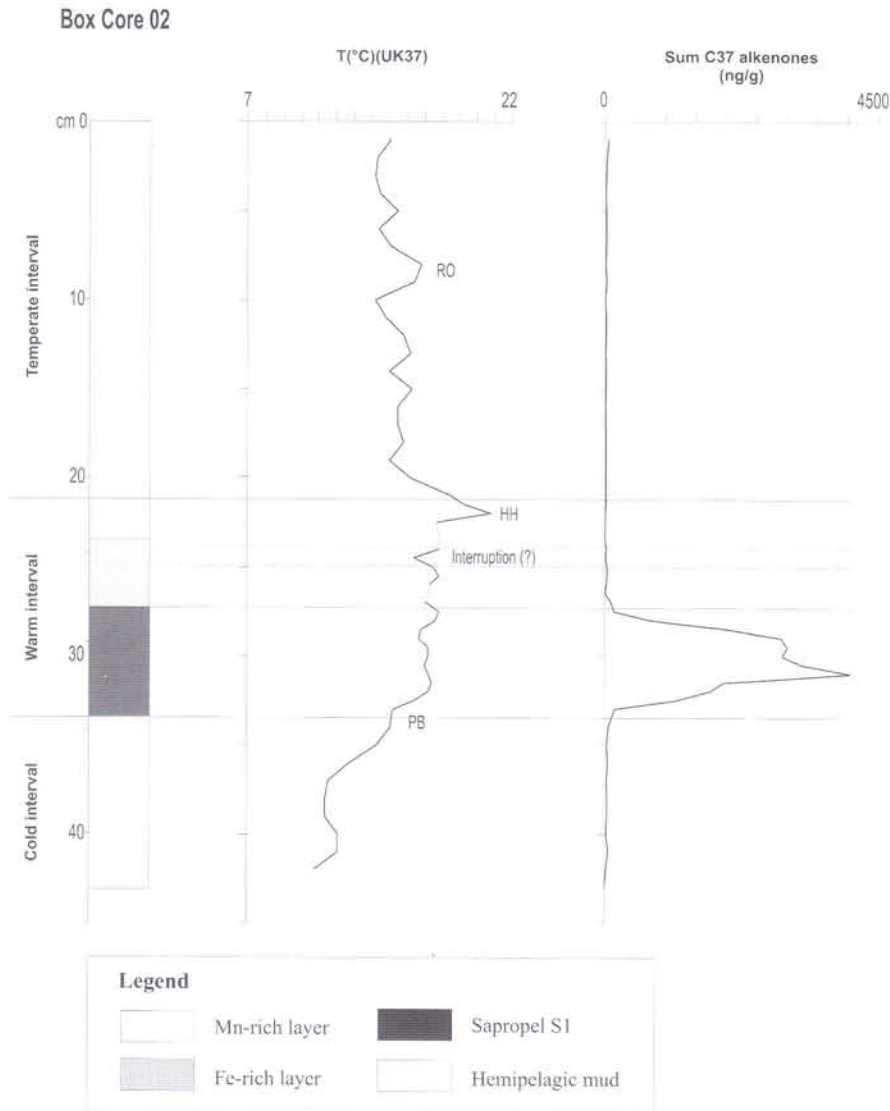 Box Core 02
T(°C)(UK37)
Sum C37 alkenones
(ng/g)
7
22
0
4500
cm 0
10
20
30
40
Temperate interval
Warm interval
Cold interval
RO
HH
Interruption (?)
PB
Legend
Mn-rich layer
Sapropel S1
Fe-rich layer
Hemipelagic mud